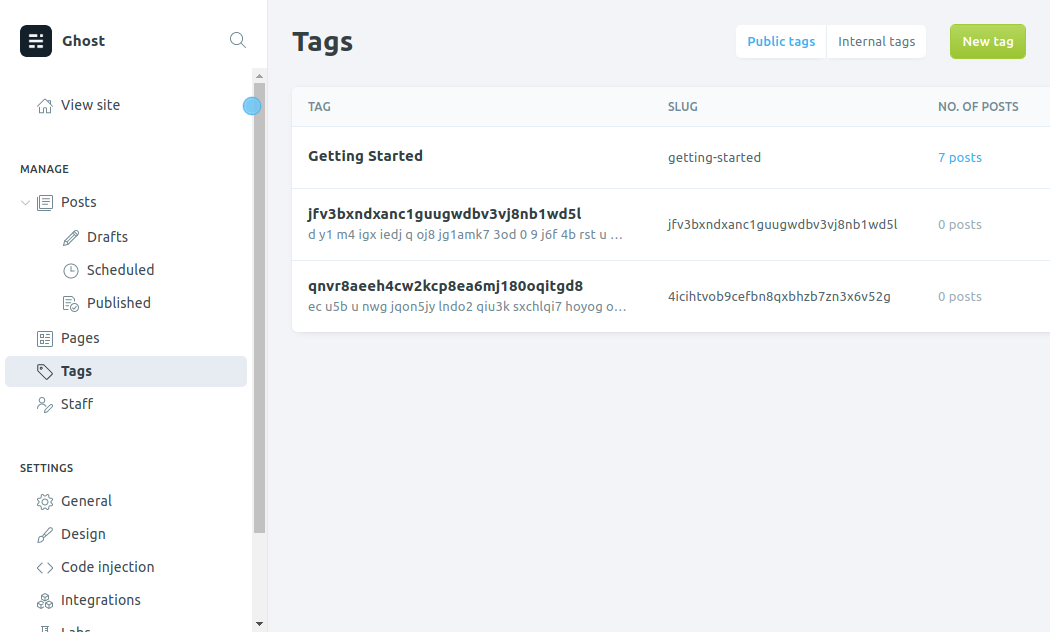 Ghost
View site
MANAGE
Posts
Drafts
Scheduled
Published
Pages
Tags
Staff
SETTINGS
General
Design
Code injection
Integrations
Labs
Tags
Public tags Internal tags New tag
TAG SLUG NO. OF POSTS
Getting Started getting-started 7 posts
jfv3bxndxanc1guugwdbv3vj8nb1wd5l jfv3bxndxanc1guugwdbv3vj8nb1wd5l 0 posts
d y1 m4 igx iedj q oj8 jg1amk7 3od 0 9 j6f 4b rst u …
qnvr8aeeh4cw2kcp8ea6mj180oqitgd8 4icihtvob9cefbn8qxbhzb7zn3x6v52g 0 posts
ec u5b u nwg jqon5jy lndo2 qiu3k sxchlqi7 hoyog o…